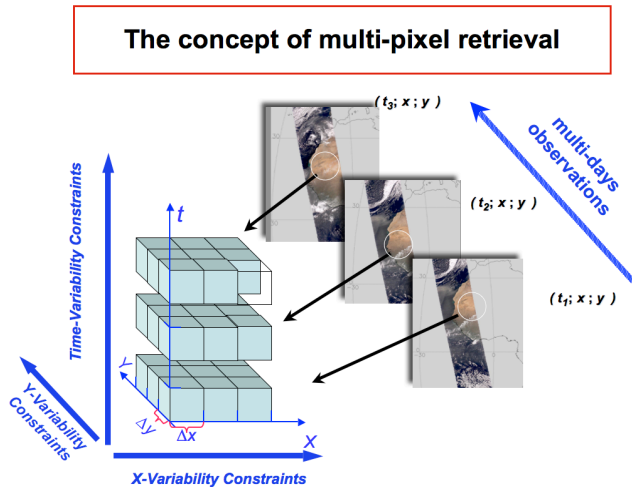 The concept of multi-pixel retrieval
( t3; x ; y )
multi-days
observations
( t2; x ; y )
( t1; x ; y )
t
Time-Variability Constraints
Y
Y-Variability
Constraints
Δy
Δx
X
X-Variability Constraints